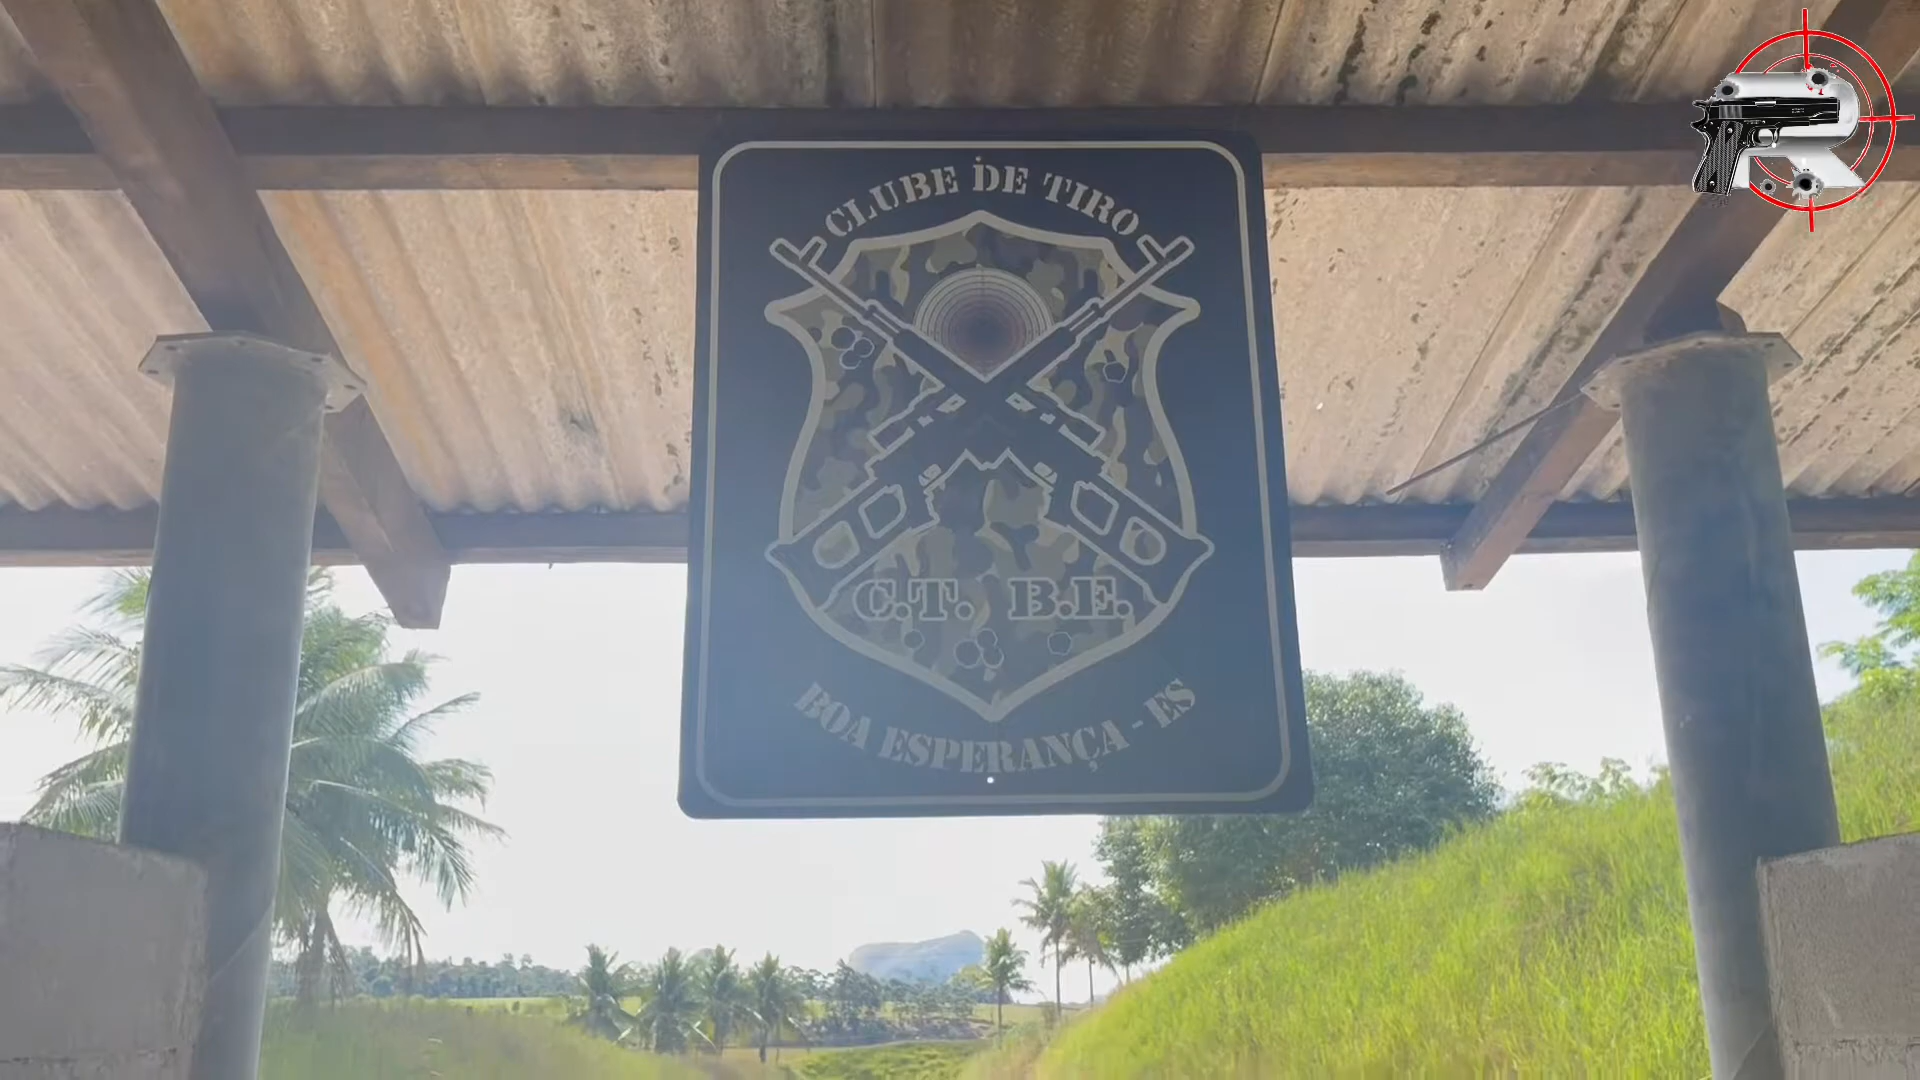 CLUBE DE TIRO
C.T. B.E.
BOA ESPERANÇA - ES
R